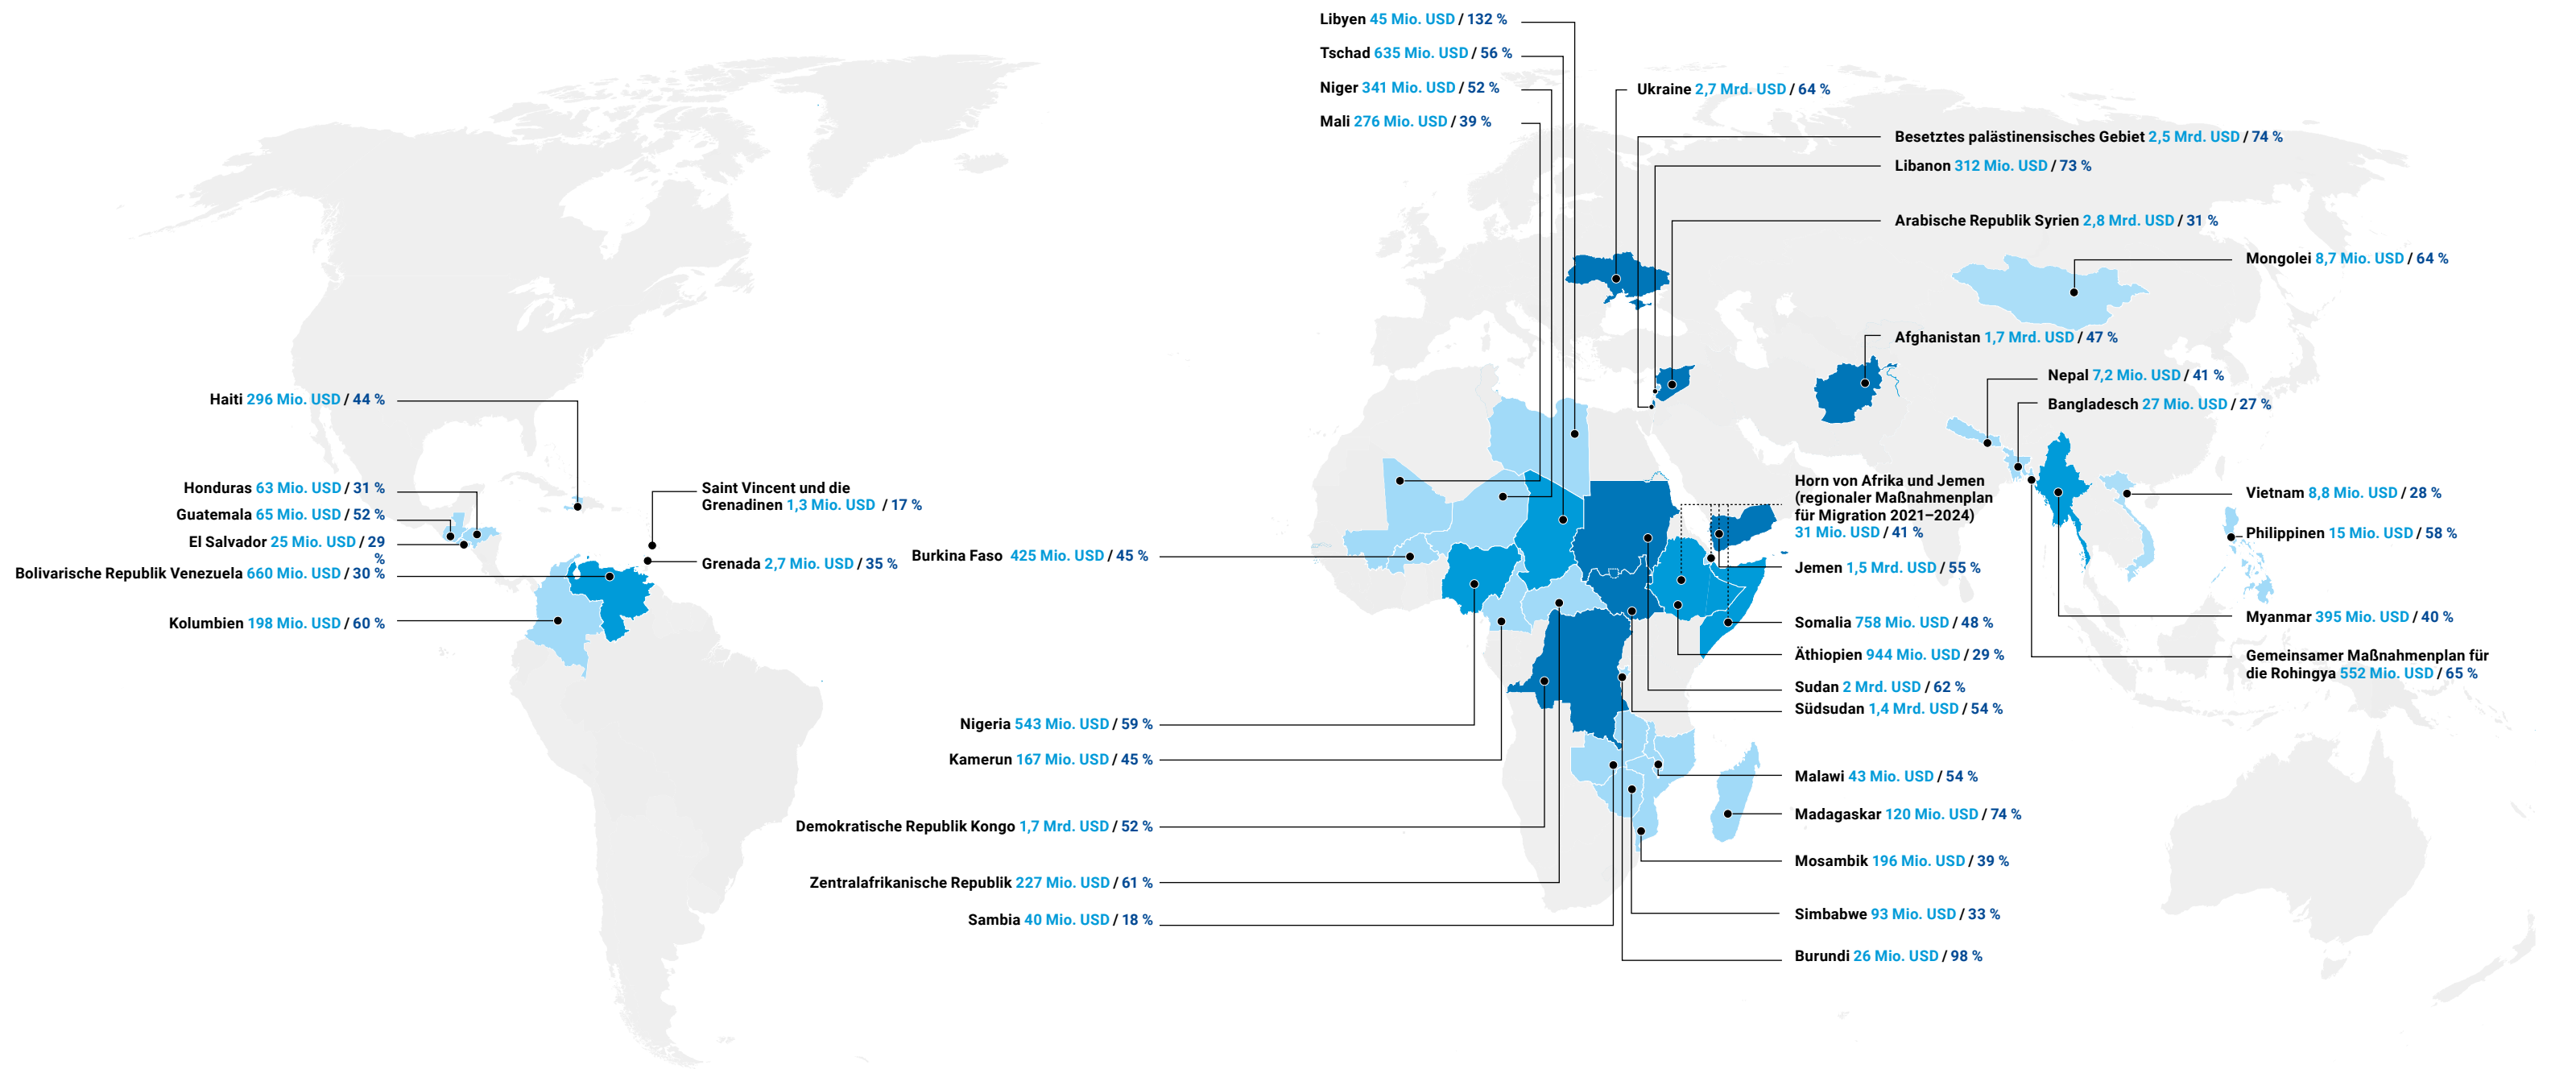 Libyen 45 Mio. USD / 132 %
Tschad 635 Mio. USD / 56 %
Niger 341 Mio. USD / 52 %
Mali 276 Mio. USD / 39 %
Ukraine 2,7 Mrd. USD / 64 %
Besetztes palästinensisches Gebiet 2,5 Mrd. USD / 74 %
Libanon 312 Mio. USD / 73 %
Arabische Republik Syrien 2,8 Mrd. USD / 31 %
Mongolei 8,7 Mio. USD / 64 %
Afghanistan 1,7 Mrd. USD / 47 %
Nepal 7,2 Mio. USD / 41 %
Bangladesch 27 Mio. USD / 27 %
Haiti 296 Mio. USD / 44 %
Honduras 63 Mio. USD / 31 %
Guatemala 65 Mio. USD / 52 %
El Salvador 25 Mio. USD / 29
%
Bolivarische Republik Venezuela 660 Mio. USD / 30 %
Kolumbien 198 Mio. USD / 60 %
Saint Vincent und die
Grenadinen 1,3 Mio. USD / 17 %
Grenada 2,7 Mio. USD / 35 %
Burkina Faso 425 Mio. USD / 45 %
Nigeria 543 Mio. USD / 59 %
Kamerun 167 Mio. USD / 45 %
Demokratische Republik Kongo 1,7 Mrd. USD / 52 %
Zentralafrikanische Republik 227 Mio. USD / 61 %
Sambia 40 Mio. USD / 18 %
Horn von Afrika und Jemen
(regionaler Maßnahmenplan
für Migration 2021–2024)
31 Mio. USD / 41 %
Jemen 1,5 Mrd. USD / 55 %
Somalia 758 Mio. USD / 48 %
Äthiopien 944 Mio. USD / 29 %
Sudan 2 Mrd. USD / 62 %
Südsudan 1,4 Mrd. USD / 54 %
Malawi 43 Mio. USD / 54 %
Madagaskar 120 Mio. USD / 74 %
Mosambik 196 Mio. USD / 39 %
Simbabwe 93 Mio. USD / 33 %
Burundi 26 Mio. USD / 98 %
Vietnam 8,8 Mio. USD / 28 %
Philippinen 15 Mio. USD / 58 %
Myanmar 395 Mio. USD / 40 %
Gemeinsamer Maßnahmenplan für
die Rohingya 552 Mio. USD / 65 %